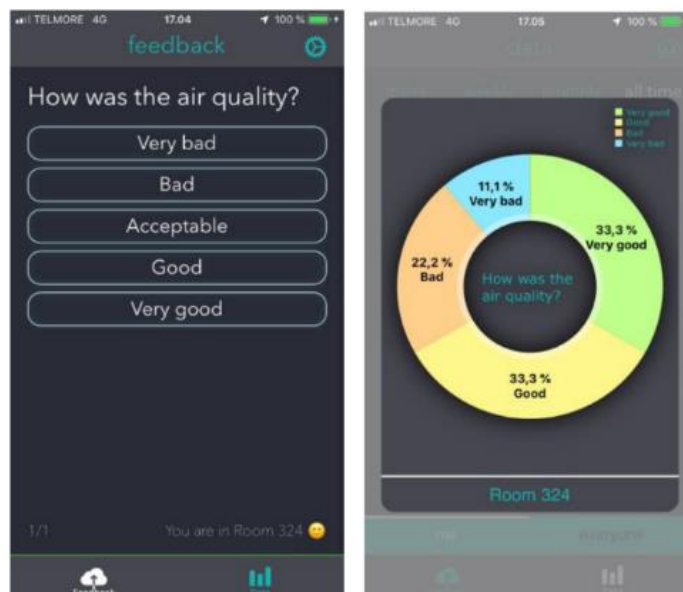 TELMORE 4G 17.04 100 %
feedback
How was the air quality?
Very bad
Bad
Acceptable
Good
Very good
1/1 You are in Room 324
Feedback
TELMORE 4G 17.05 100 %
data
all time
Very good
Good
Bad
Very bad
11,1 %
Very bad
33,3 %
Very good
22,2 %
Bad
How was the
air quality?
33,3 %
Good
Room 324
me everyone